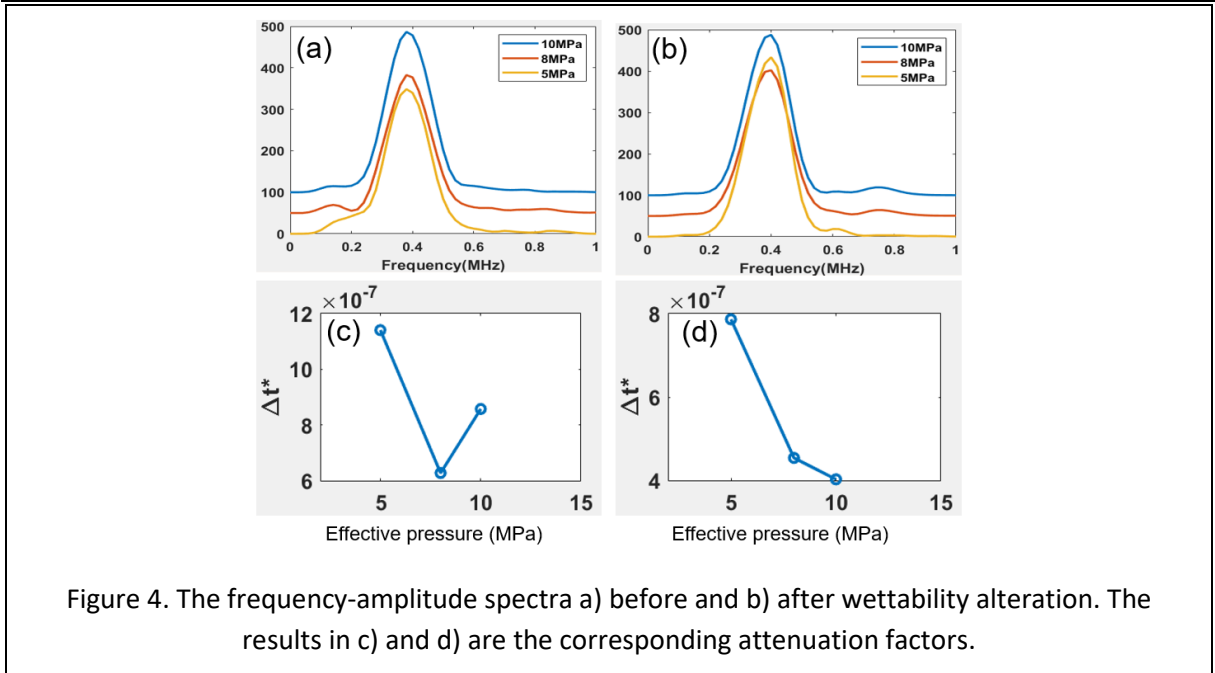 (a)
500
400
300
200
100
0
10MPa
8MPa
5MPa
0 0.2 0.4 0.6 0.8 1
Frequency(MHz)
(b)
500
400
300
200
100
0
10MPa
8MPa
5MPa
0 0.2 0.4 0.6 0.8 1
Frequency(MHz)
×10-7
(c)
12
10
8
6
Δt*
5 10 15
Effective pressure (MPa)
×10-7
(d)
8
6
4
Δt*
5 10 15
Effective pressure (MPa)
Figure 4. The frequency-amplitude spectra a) before and b) after wettability alteration. The
results in c) and d) are the corresponding attenuation factors.